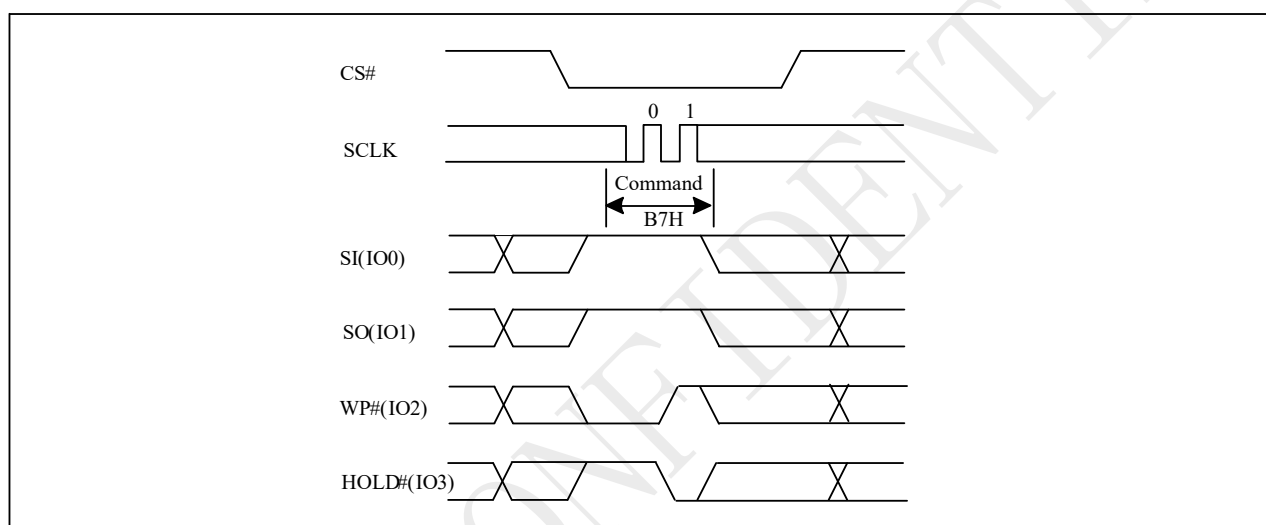 CS#
0 1
SCLK
Command
B7H
SI(IO0)
SO(IO1)
WP#(IO2)
HOLD#(IO3)